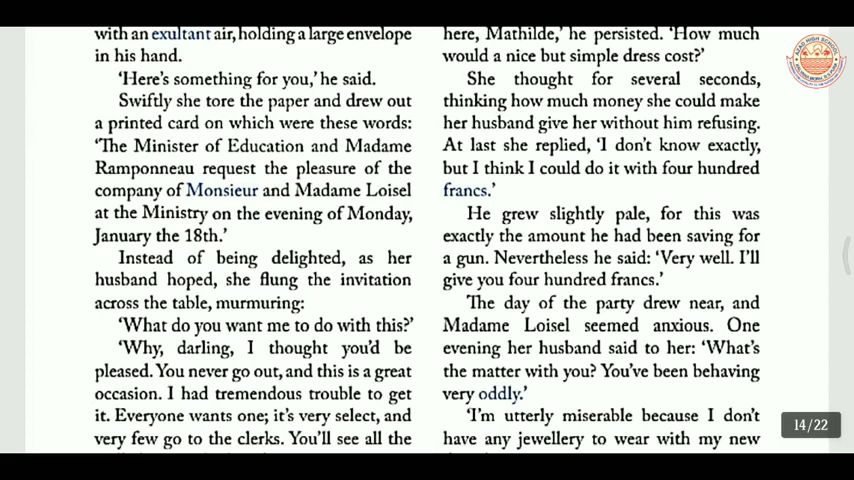 with an exultant air, holding a large envelope
in his hand.
‘Here’s something for you,’ he said.
Swiftly she tore the paper and drew out
a printed card on which were these words:
‘The Minister of Education and Madame
Ramponneau request the pleasure of the
company of Monsieur and Madame Loisel
at the Ministry on the evening of Monday,
January the 18th.’
Instead of being delighted, as her
husband hoped, she flung the invitation
across the table, murmuring:
‘What do you want me to do with this?’
‘Why, darling, I thought you’d be
pleased. You never go out, and this is a great
occasion. I had tremendous trouble to get
it. Everyone wants one; it’s very select, and
very few go to the clerks. You’ll see all the
here, Mathilde,’ he persisted. ‘How much
would a nice but simple dress cost?’
She thought for several seconds,
thinking how much money she could make
her husband give her without him refusing.
At last she replied, ‘I don’t know exactly,
but I think I could do it with four hundred
francs.’
He grew slightly pale, for this was
exactly the amount he had been saving for
a gun. Nevertheless he said: ‘Very well. I’ll
give you four hundred francs.’
The day of the party drew near, and
Madame Loisel seemed anxious. One
evening her husband said to her: ‘What’s
the matter with you? You’ve been behaving
very oddly.’
‘I’m utterly miserable because I don’t
have any jewellery to wear with my new
AZAD HIGH SCHOOL
14/22